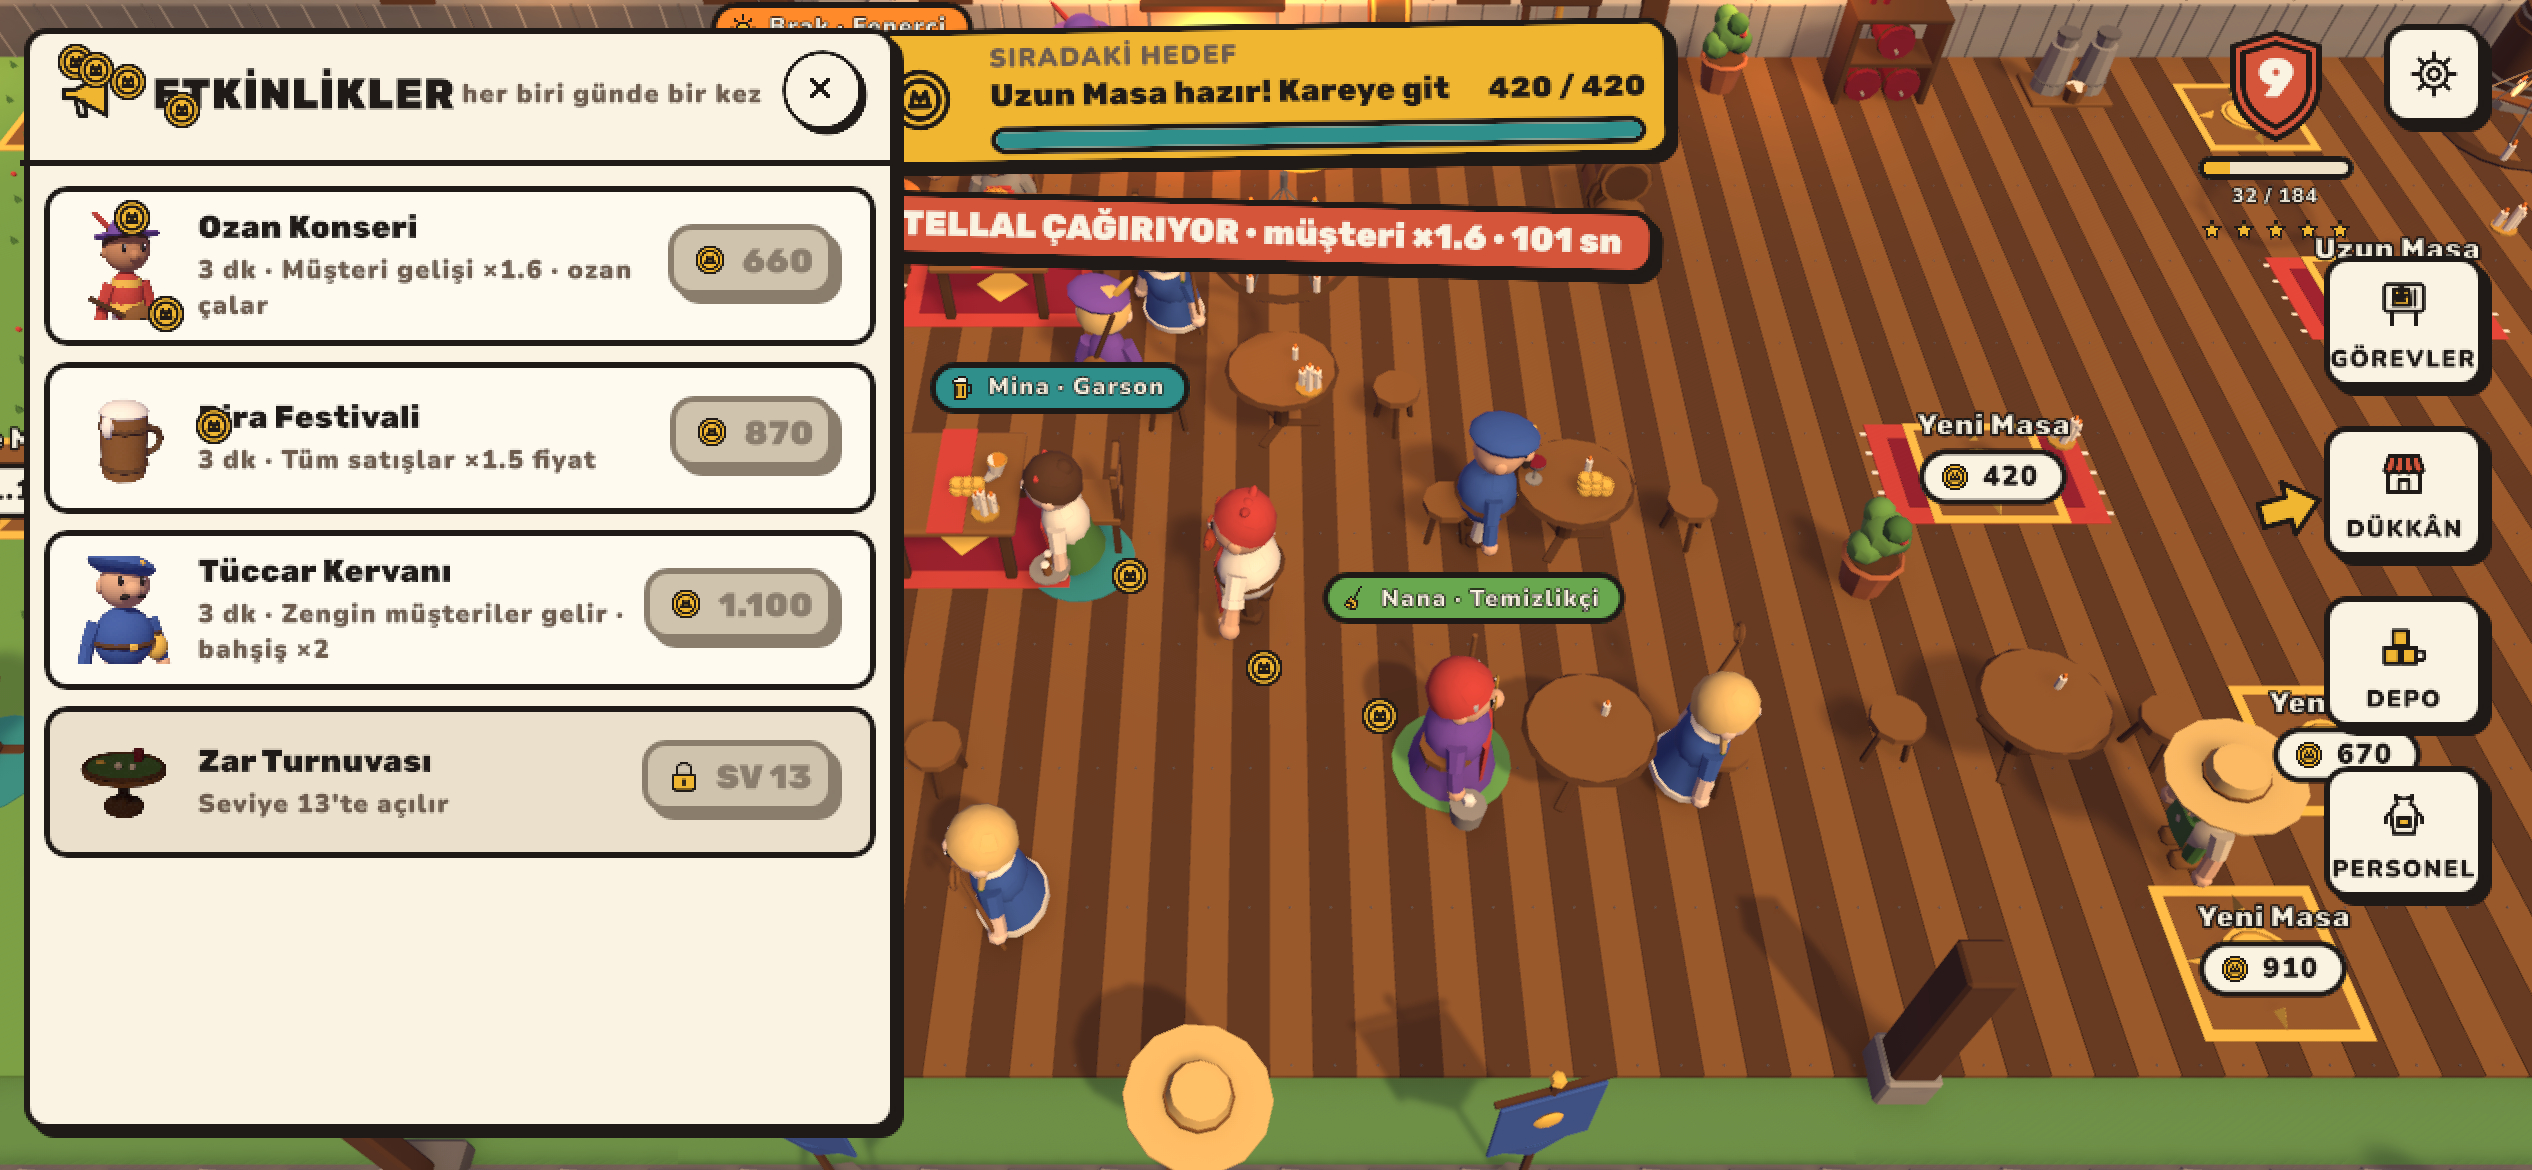 Brak · Fenerci
ETKİNLİKLER her biri günde bir kez
Ozan Konseri
3 dk · Müşteri gelişi ×1.6 · ozan
çalar
660
Bira Festivali
3 dk · Tüm satışlar ×1.5 fiyat
870
Tüccar Kervanı
3 dk · Zengin müşteriler gelir ·
bahşiş ×2
1.100
Zar Turnuvası
Seviye 13'te açılır
SV 13
SIRADAKİ HEDEF
Uzun Masa hazır! Kareye git 420 / 420
TELLAL ÇAĞIRIYOR · müşteri ×1.6 · 101 sn
Mina · Garson
Nana · Temizlikçi
Yeni Masa
420
9
32 / 184
Uzun Masa
GÖREVLER
DÜKKÂN
DEPO
Yen
670
PERSONEL
Yeni Masa
910